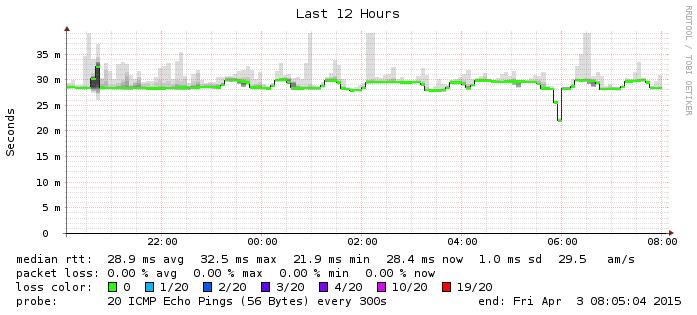 Last 12 Hours
RRDTOOL / TOBI OETIKER
Seconds
35 m
30 m
25 m
20 m
15 m
10 m
5 m
0
22:00 00:00 02:00 04:00 06:00 08:00
median rtt: 28.9 ms avg 32.5 ms max 21.9 ms min 28.4 ms now 1.0 ms sd 29.5 am/s
packet loss: 0.00 % avg 0.00 % max 0.00 % min 0.00 % now
loss color: 0 1/20 2/20 3/20 4/20 10/20 19/20
probe: 20 ICMP Echo Pings (56 Bytes) every 300s end: Fri Apr 3 08:05:04 2015